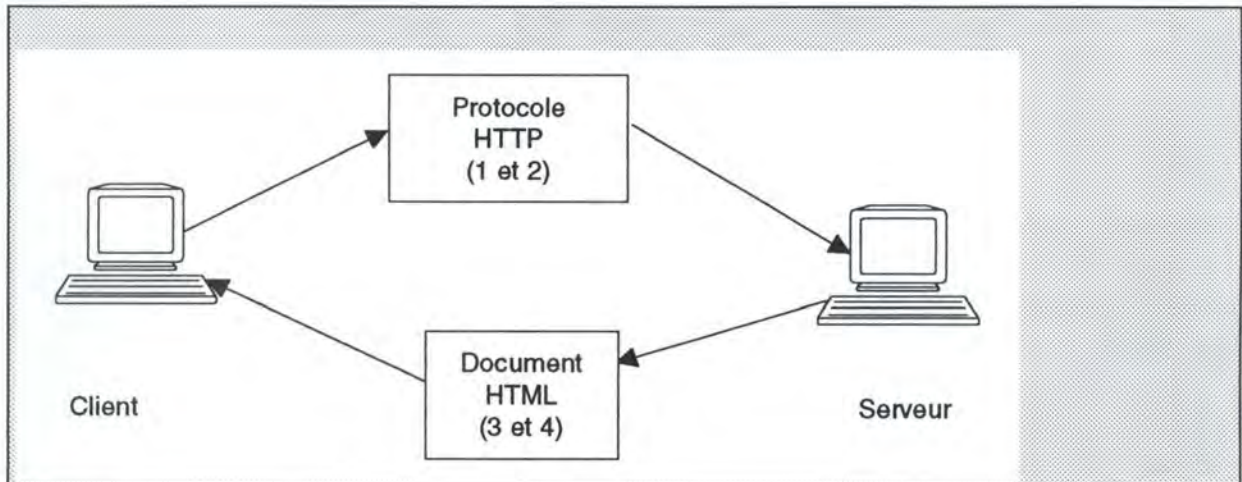 Protocole
HTTP
(1 et 2)
Client
Document
HTML
(3 et 4)
Serveur